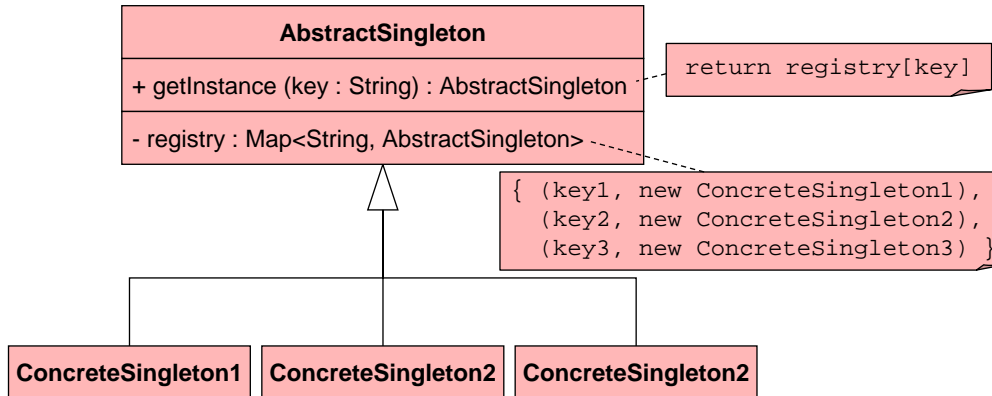 AbstractSingleton
+ getInstance (key : String) : AbstractSingleton
return registry[key]
- registry : Map<String, AbstractSingleton>
{ (key1, new ConcreteSingleton1),
(key2, new ConcreteSingleton2),
(key3, new ConcreteSingleton3) }
ConcreteSingleton1
ConcreteSingleton2
ConcreteSingleton2